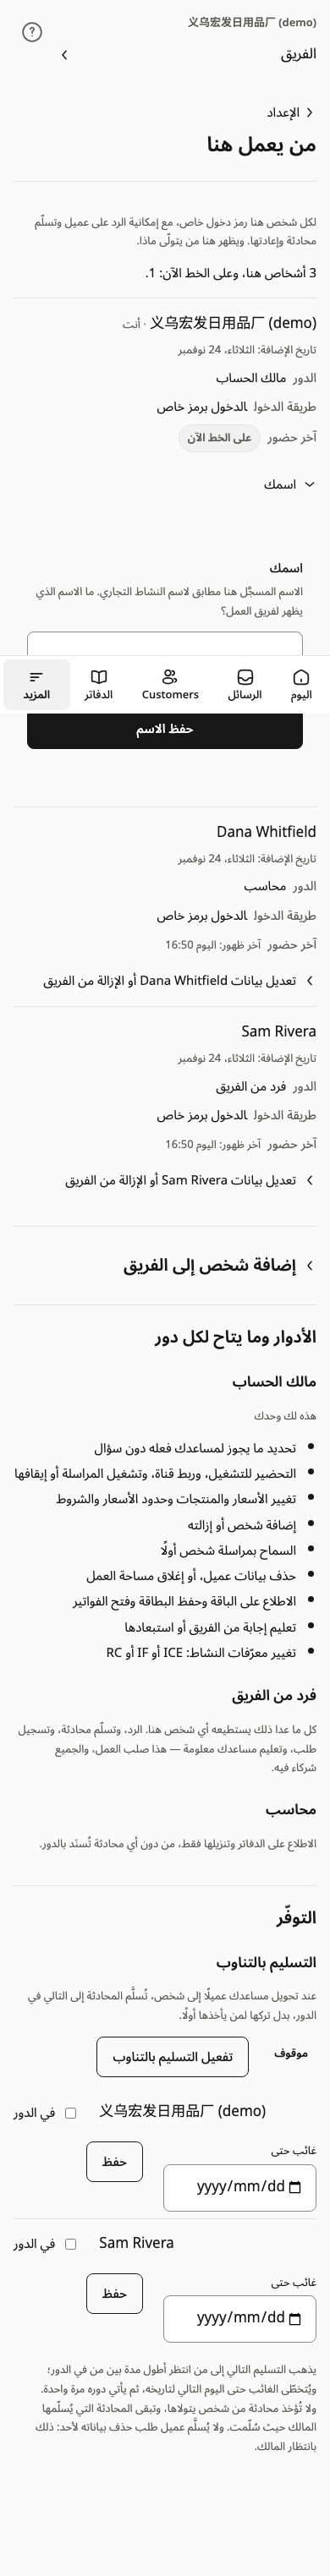 义乌宏发日用品厂 (demo)
الفريق
الإعداد
من يعمل هنا
لكل شخص هنا رمز دخول خاص، مع إمكانية الرد على عميل وتسلّم
محادثة وإعادتها. ويظهر هنا من يتولّى ماذا.
3 أشخاص هنا، وعلى الخط الآن: 1.
义乌宏发日用品厂 (demo) · أنت
تاريخ الإضافة: الثلاثاء، 24 نوفمبر
الدور مالك الحساب
طريقة الدخول الدخول برمز خاص
آخر حضور على الخط الآن
اسمك
اسمك
الاسم المسجّل هنا مطابق لاسم النشاط التجاري. ما الاسم الذي
يظهر لفريق العمل؟
اليوم
الرسائل
Customers
الدفاتر
المزيد
حفظ الاسم
Dana Whitfield
تاريخ الإضافة: الثلاثاء، 24 نوفمبر
الدور محاسب
طريقة الدخول الدخول برمز خاص
آخر حضور آخر ظهور: اليوم 16:50
تعديل بيانات Dana Whitfield أو الإزالة من الفريق
Sam Rivera
تاريخ الإضافة: الثلاثاء، 24 نوفمبر
الدور فرد من الفريق
طريقة الدخول الدخول برمز خاص
آخر حضور آخر ظهور: اليوم 16:50
تعديل بيانات Sam Rivera أو الإزالة من الفريق
إضافة شخص إلى الفريق
الأدوار وما يتاح لكل دور
مالك الحساب
هذه لك وحدك
تحديد ما يجوز لمساعدك فعله دون سؤال
التحضير للتشغيل، وربط قناة، وتشغيل المراسلة أو إيقافها
تغيير الأسعار والمنتجات وحدود الأسعار والشروط
إضافة شخص أو إزالته
السماح بمراسلة شخص أولًا
حذف بيانات عميل، أو إغلاق مساحة العمل
الاطلاع على الباقة وحفظ البطاقة وفتح الفواتير
تعليم إجابة من الفريق أو استبعادها
تغيير معرّفات النشاط: ICE أو IF أو RC
فرد من الفريق
كل ما عدا ذلك يستطيعه أي شخص هنا. الرد، وتسلّم محادثة، وتسجيل
طلب، وتعليم مساعدك معلومة — هذا صلب العمل، والجميع
شركاء فيه.
محاسب
الاطلاع على الدفاتر وتنزيلها فقط، من دون أي محادثة تُسنَد بالدور.
التوفّر
التسليم بالتناوب
عند تحويل مساعدك عميلًا إلى شخص، تُسلَّم المحادثة إلى التالي في
الدور، بدل تركها لمن يأخذها أولًا.
موقوف
تفعيل التسليم بالتناوب
义乌宏发日用品厂 (demo)
في الدور
غائب حتى
yyyy/mm/dd
حفظ
Sam Rivera
في الدور
غائب حتى
yyyy/mm/dd
حفظ
يذهب التسليم التالي إلى من انتظر أطول مدة بين من في الدور؛
ويُتخطّى الغائب حتى اليوم التالي لتاريخه، ثم يأتي دوره مرة واحدة.
ولا تُؤخذ محادثة من شخص يتولاها، وتبقى المحادثة التي يُسلّمها
المالك حيث سُلّمت. ولا يُسلَّم عميل طلب حذف بياناته لأحد: ذلك
بانتظار المالك.